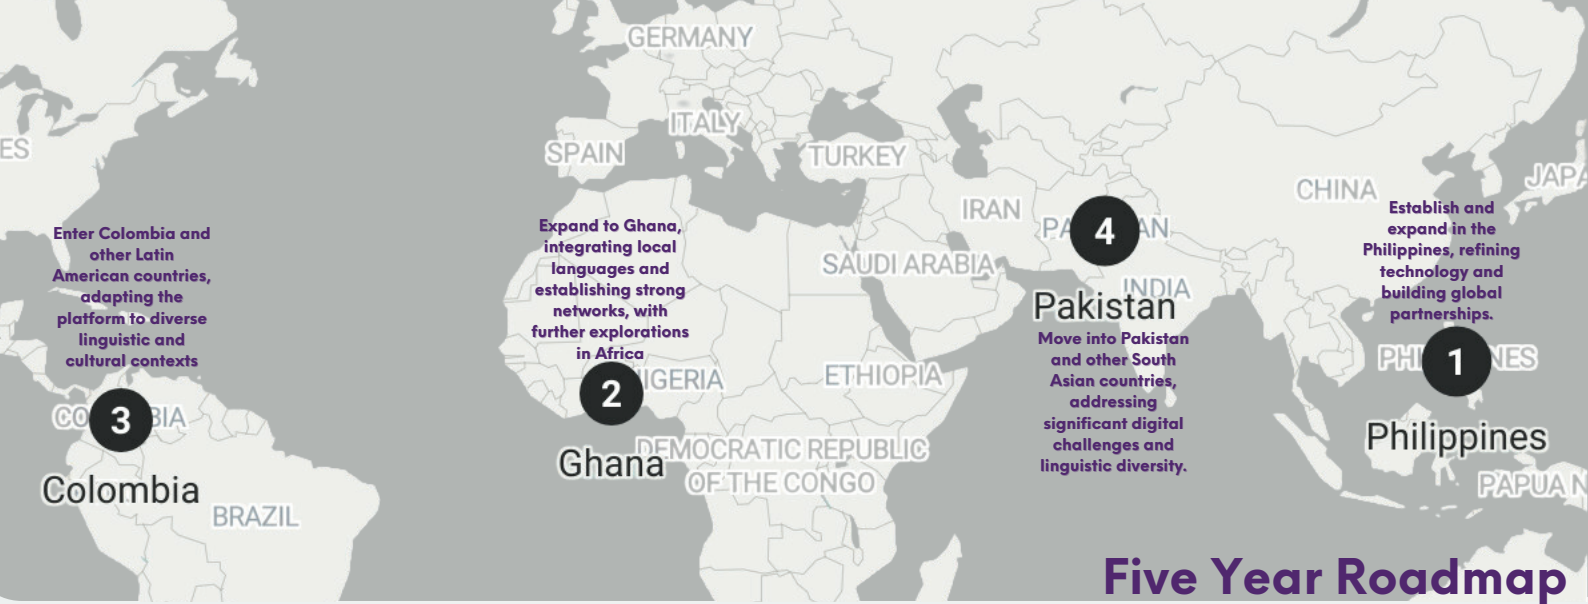 GERMANY
ITALY
SPAIN
TURKEY
IRAN
CHINA
SAUDI ARABIA
INDIA
ETHIOPIA
DEMOCRATIC REPUBLIC
OF THE CONGO
BRAZIL
Enter Colombia and
other Latin
American countries,
adapting the
platform to diverse
linguistic and
cultural contexts
3
Colombia
Expand to Ghana,
integrating local
languages and
establishing strong
networks, with
further explorations
in Africa
2
Ghana
4
Pakistan
Move into Pakistan
and other South
Asian countries,
addressing
significant digital
challenges and
linguistic diversity.
Establish and
expand in the
Philippines, refining
technology and
building global
partnerships.
1
Philippines
Five Year Roadmap